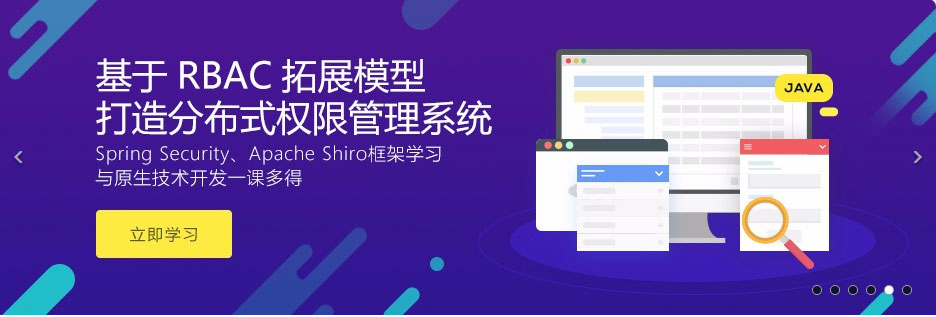 基于 RBAC 拓展模型
打造分布式权限管理系统
Spring Security、Apache Shiro框架学习
与原生技术开发一课多得
立即学习
JAVA